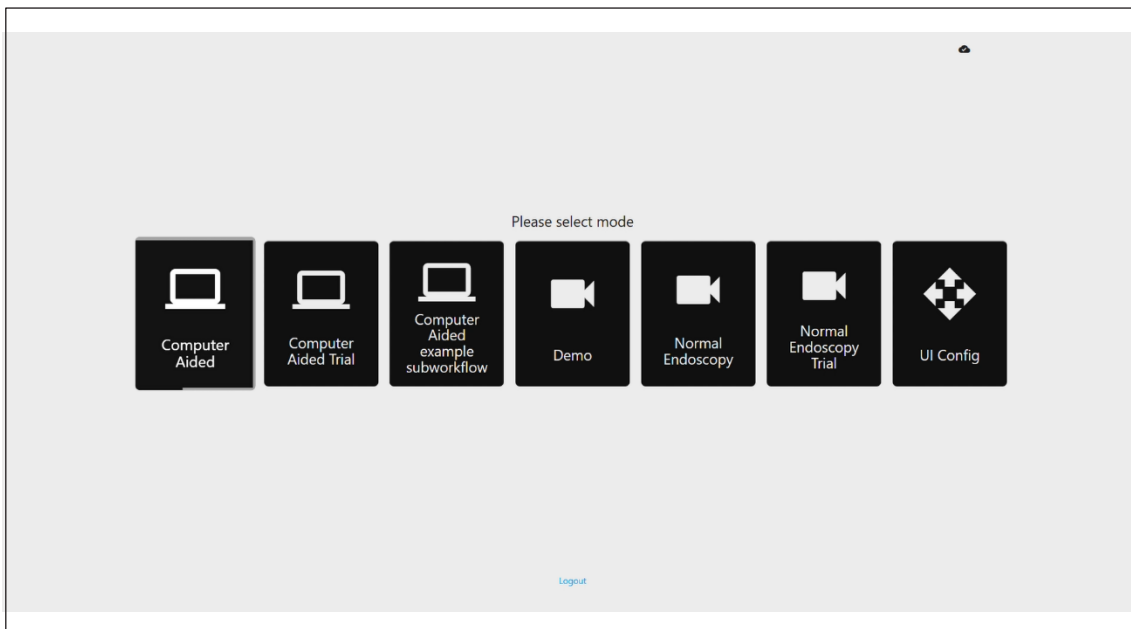 Please select mode
Computer
Aided
Computer
Aided Trial
Computer
Aided
example
subworkflow
Demo
Normal
Endoscopy
Normal
Endoscopy
Trial
UI Config
Logout